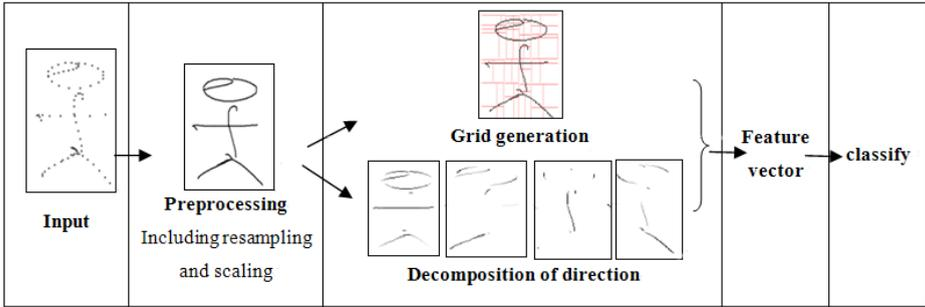 Input
Preprocessing
Including resampling
and scaling
Grid generation
Decomposition of direction
Feature
vector
classify